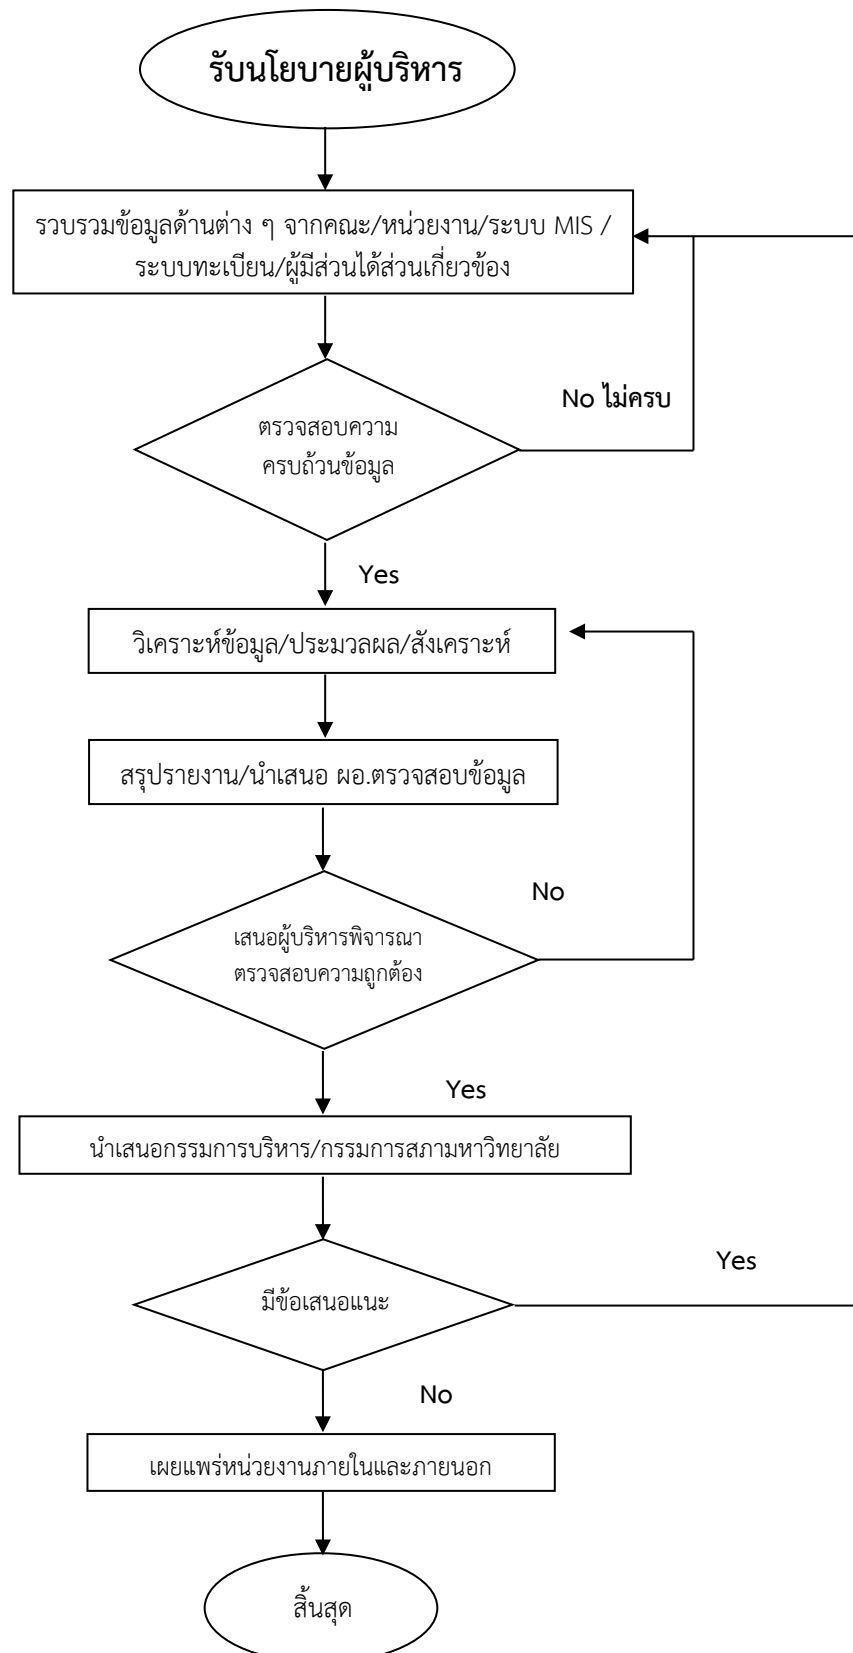 รับนโยบายผู้บริหาร
รวบรวมข้อมูลด้านต่าง ๆ จากคณะ/หน่วยงาน/ระบบ MIS /
ระบบทะเบียน/ผู้มีส่วนได้ส่วนเกี่ยวข้อง
No ไม่ครบ
ตรวจสอบความ
ครบถ้วนข้อมูล
Yes
วิเคราะห์ข้อมูล/ประมวลผล/สังเคราะห์
สรุปรายงาน/นำเสนอ ผอ.ตรวจสอบข้อมูล
No
เสนอผู้บริหารพิจารณา
ตรวจสอบความถูกต้อง
Yes
นำเสนอกรรมการบริหาร/กรรมการสภามหาวิทยาลัย
Yes
มีข้อเสนอแนะ
No
เผยแพร่หน่วยงานภายในและภายนอก
สิ้นสุด